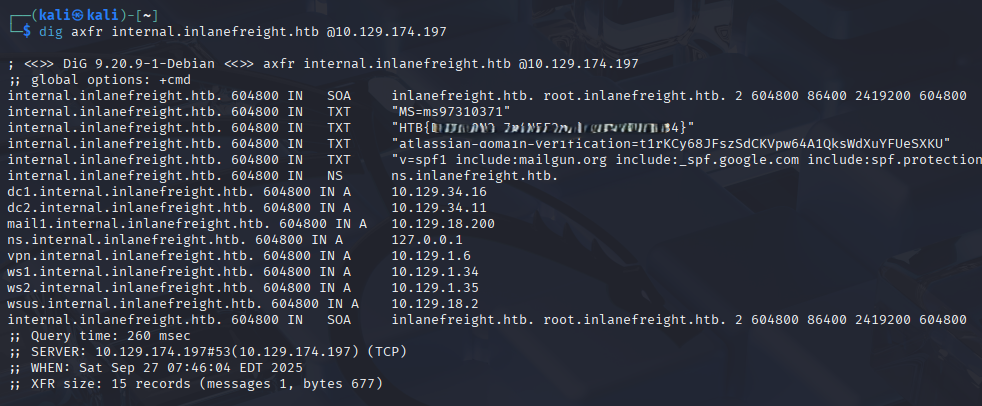 ┌──(kali㉿kali)-[~]
└─$ dig axfr internal.inlanefreight.htb @10.129.174.197
; <<>> DiG 9.20.9-1-Debian <<>> axfr internal.inlanefreight.htb @10.129.174.197
;; global options: +cmd
internal.inlanefreight.htb. 604800 IN SOA inlanefreight.htb. root.inlanefreight.htb. 2 604800 86400 2419200 604800
internal.inlanefreight.htb. 604800 IN TXT "MS=ms97310371"
internal.inlanefreight.htb. 604800 IN TXT "HTB{ 4}"
internal.inlanefreight.htb. 604800 IN TXT "atlassian-domain-verification=t1rKCy68JFszSdCKVpw64A1QksWdXuYFUeSXKU"
internal.inlanefreight.htb. 604800 IN TXT "v=spf1 include:mailgun.org include:_spf.google.com include:spf.protection
internal.inlanefreight.htb. 604800 IN NS ns.inlanefreight.htb.
dc1.internal.inlanefreight.htb. 604800 IN A 10.129.34.16
dc2.internal.inlanefreight.htb. 604800 IN A 10.129.34.11
mail1.internal.inlanefreight.htb. 604800 IN A 10.129.18.200
ns.internal.inlanefreight.htb. 604800 IN A 127.0.0.1
vpn.internal.inlanefreight.htb. 604800 IN A 10.129.1.6
ws1.internal.inlanefreight.htb. 604800 IN A 10.129.1.34
ws2.internal.inlanefreight.htb. 604800 IN A 10.129.1.35
wsus.internal.inlanefreight.htb. 604800 IN A 10.129.18.2
internal.inlanefreight.htb. 604800 IN SOA inlanefreight.htb. root.inlanefreight.htb. 2 604800 86400 2419200 604800
;; Query time: 260 msec
;; SERVER: 10.129.174.197#53(10.129.174.197) (TCP)
;; WHEN: Sat Sep 27 07:46:04 EDT 2025
;; XFR size: 15 records (messages 1, bytes 677)